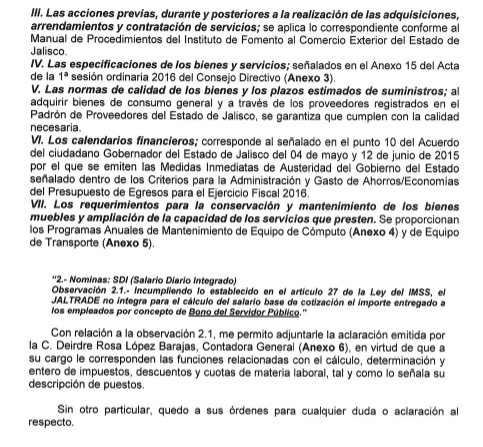 III. Las acciones previas, durante y posteriores a la realización de las adquisiciones,
arrendamientos y contratación de servicios; se aplica lo correspondiente conforme al
Manual de Procedimientos del Instituto de Fomento al Comercio Exterior del Estado de
Jalisco.
IV. Las especificaciones de los bienes y servicios; señalados en el Anexo 15 del Acta
de la 1ª sesión ordinaria 2016 del Consejo Directivo (Anexo 3).
V. Las normas de calidad de los bienes y los plazos estimados de suministros; al
adquirir bienes de consumo general y a través de los proveedores registrados en el
Padrón de Proveedores del Estado de Jalisco, se garantiza que cumplen con la calidad
necesaria.
VI. Los calendarios financieros; corresponde al señalado en el punto 10 del Acuerdo
del ciudadano Gobernador del Estado de Jalisco del 04 de mayo y 12 de junio de 2015
por el que se emiten las Medidas Inmediatas de Austeridad del Gobierno del Estado
señalado dentro de los Criterios para la Administración y Gasto de Ahorros/Economías
del Presupuesto de Egresos para el Ejercicio Fiscal 2016.
VII. Los requerimientos para la conservación y mantenimiento de los bienes
muebles y ampliación de la capacidad de los servicios que presten. Se proporcionan
los Programas Anuales de Mantenimiento de Equipo de Cómputo (Anexo 4) y de Equipo
de Transporte (Anexo 5).
"2.- Nominas: SDI (Salario Diario Integrado)
Observación 2.1.- Incumpliendo lo establecido en el artículo 27 de la Ley del IMSS, el
JALTRADE no integra para el cálculo del salario base de cotización el importe entregado a
los empleados por concepto de Bono del Servidor Público."
Con relación a la observación 2.1, me permito adjuntarle la aclaración emitida por
la C. Deirdre Rosa López Barajas, Contadora General (Anexo 6), en virtud de que a
su cargo le corresponden las funciones relacionadas con el cálculo, determinación y
entero de impuestos, descuentos y cuotas de materia laboral, tal y como lo señala su
descripción de puestos.
Sin otro particular, quedo a sus órdenes para cualquier duda o aclaración al
respecto.